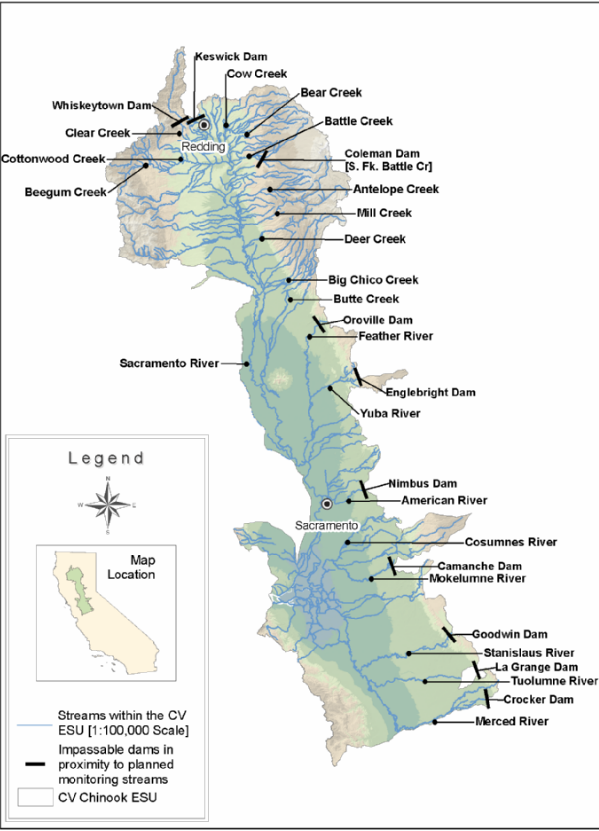 Keswick Dam
Cow Creek
Bear Creek
Whiskeytown Dam
Battle Creek
Clear Creek
Redding
Coleman Dam
[S. Fk. Battle Cr]
Cottonwood Creek
Beegum Creek
Antelope Creek
Mill Creek
Deer Creek
Big Chico Creek
Butte Creek
Oroville Dam
Feather River
Sacramento River
Englebright Dam
Yuba River
Nimbus Dam
American River
Sacramento
Cosumnes River
Camanche Dam
Mokelumne River
Goodwin Dam
Stanislaus River
La Grange Dam
Tuolumne River
Crocker Dam
Merced River
Legend
N
W
E
S
Map
Location
Streams within the CV
ESU [1:100,000 Scale]
Impassable dams in
proximity to planned
monitoring streams
CV Chinook ESU